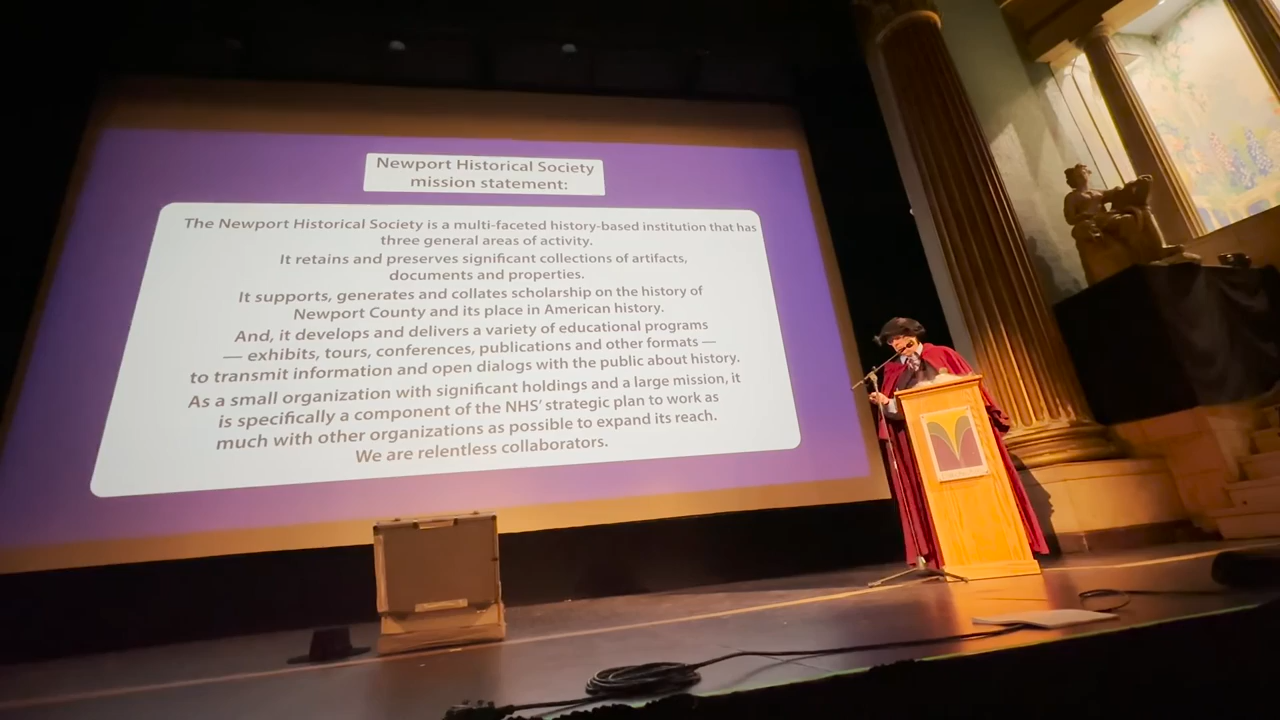 Newport Historical Society
mission statement:
The Newport Historical Society is a multi-faceted history-based institution that has
three general areas of activity.
It retains and preserves significant collections of artifacts,
documents and properties.
It supports, generates and collates scholarship on the history of
Newport County and its place in American history.
And, it develops and delivers a variety of educational programs
— exhibits, tours, conferences, publications and other formats —
to transmit information and open dialogs with the public about history.
As a small organization with significant holdings and a large mission, it
is specifically a component of the NHS' strategic plan to work as
much with other organizations as possible to expand its reach.
We are relentless collaborators.